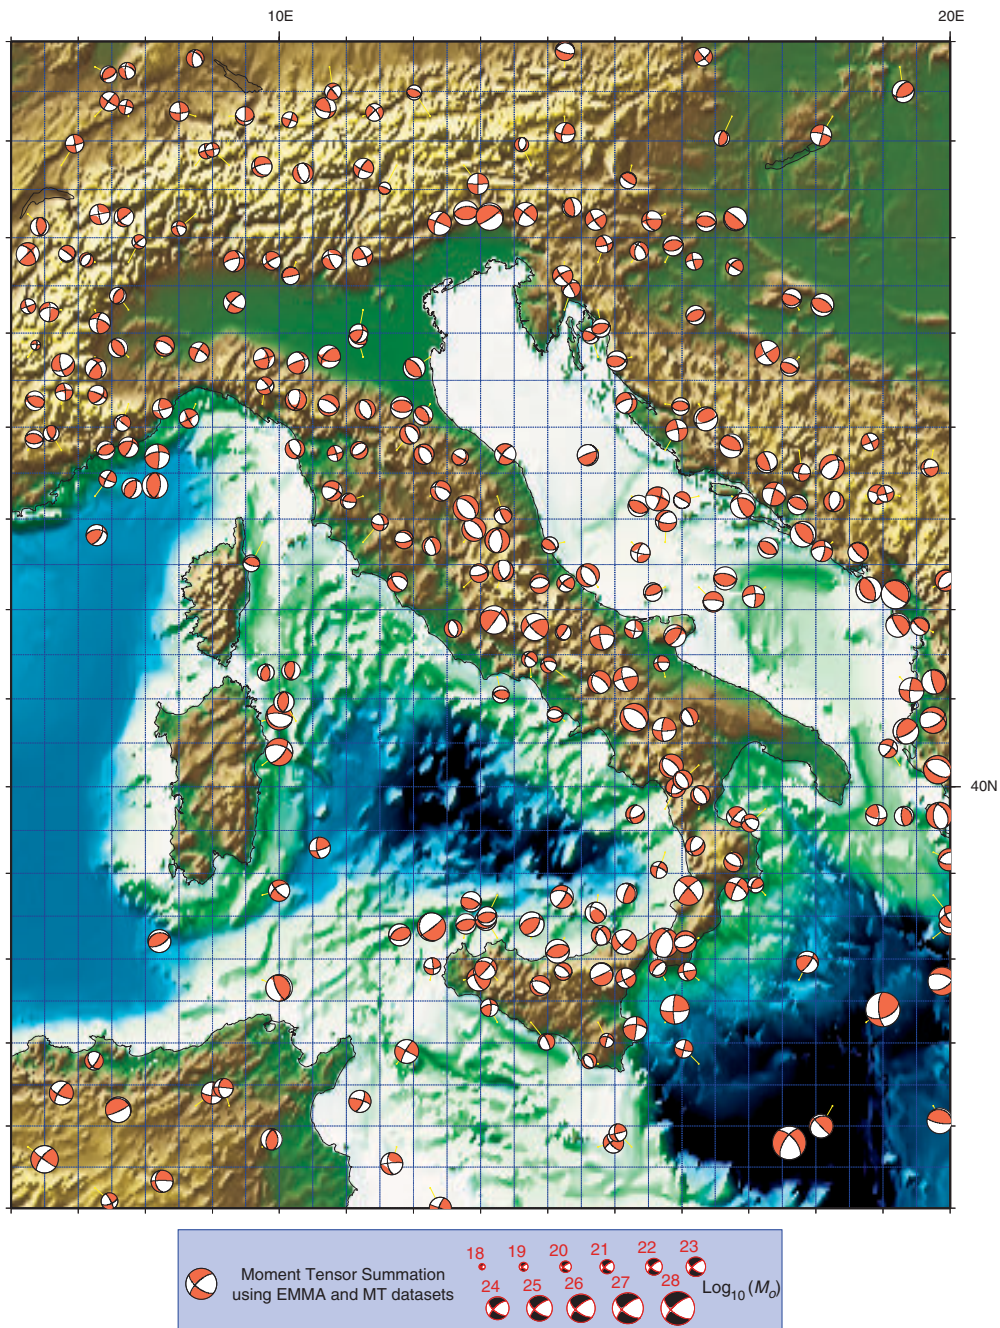 10E 20E
40N
18 19 20 21 22 23
Moment Tensor Summation
using EMMA and MT datasets
Log10 (Mo)
24 25 26 27 28